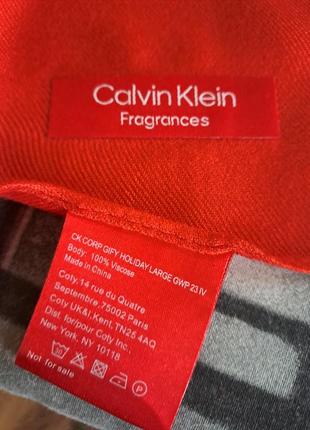 Calvin Klein
Fragrances
CK CORP GIFY HOLIDAY LARGE GWP 23 IV
Body: 100% Viscose
Made in China
Coty: 14 rue du Quatre
Septembre, 75002 Paris
Coty UK&I, Kent, TN25 4AQ
Dist. for/pour Coty Inc.,
New York, NY, 10118
30
P
Not for sale